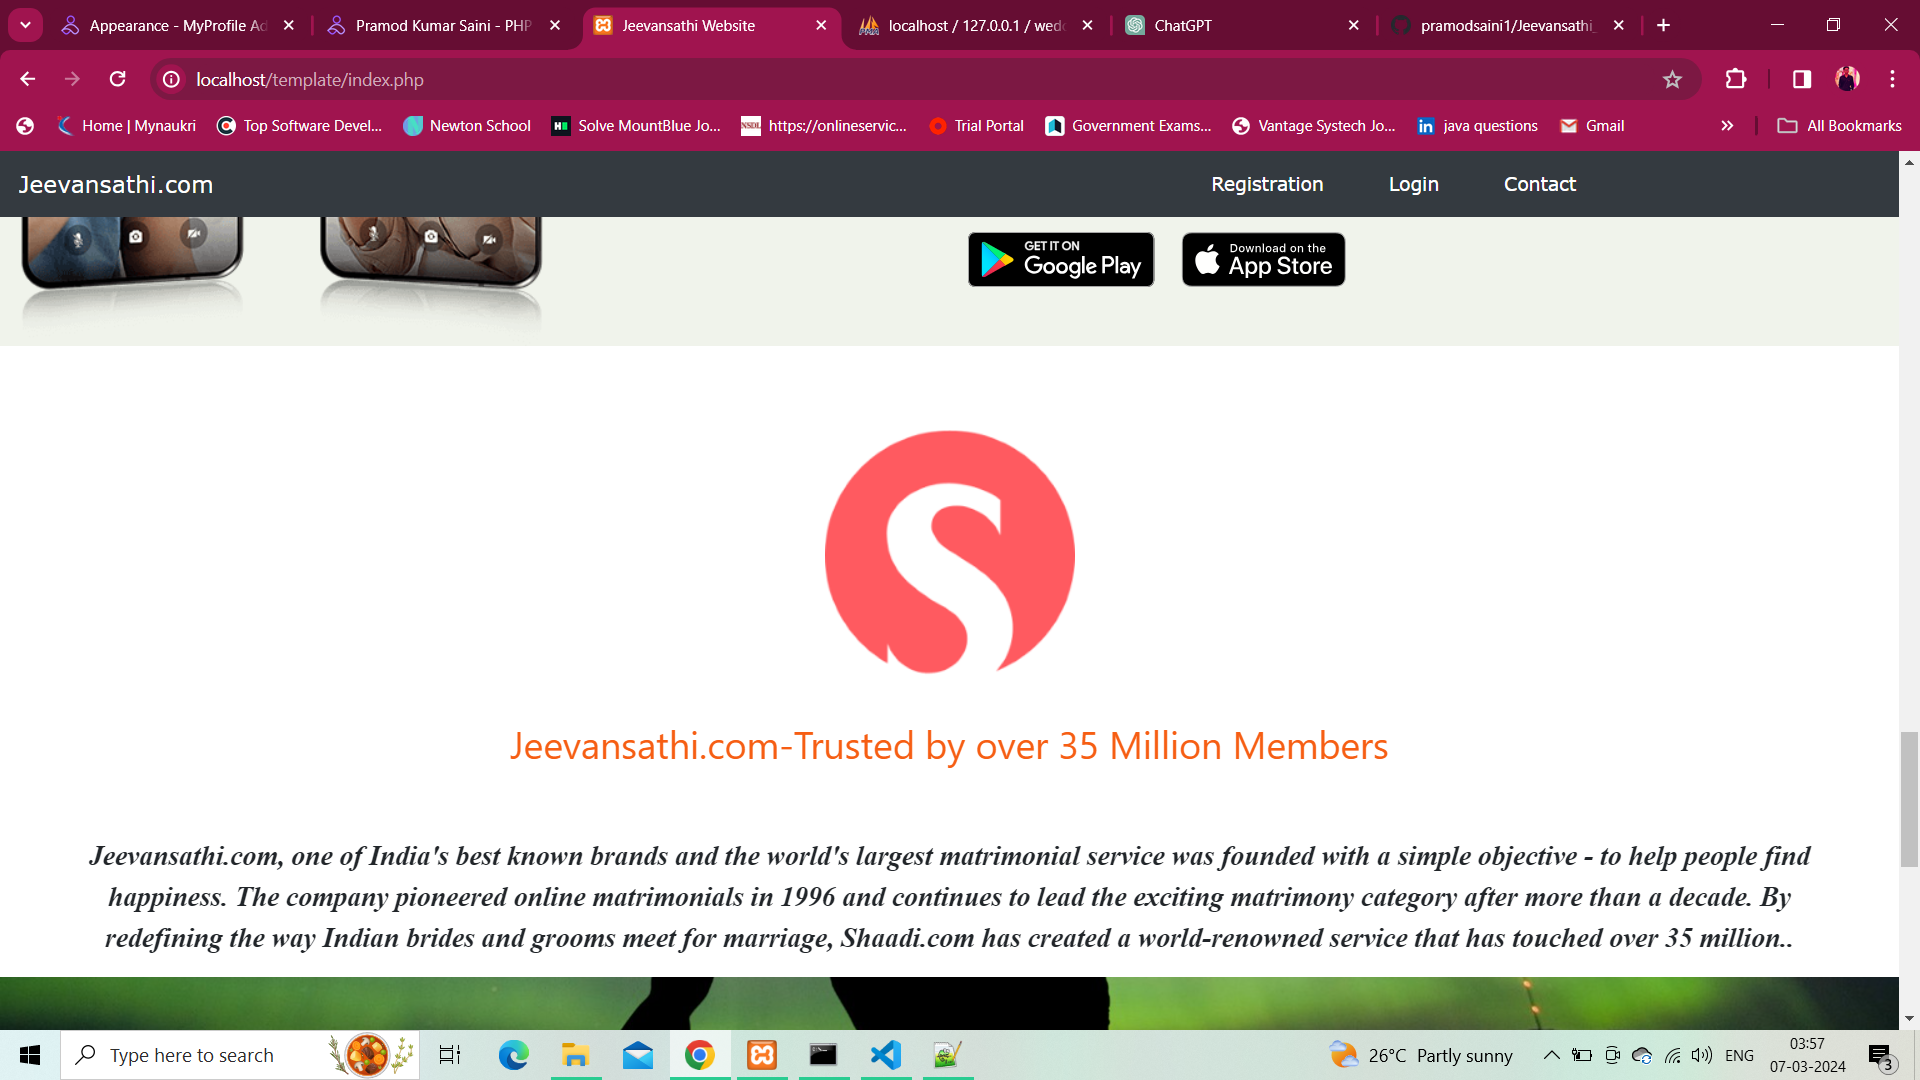 Appearance - MyProfile Ad
Pramod Kumar Saini - PHP
Jeevansathi Website
localhost / 127.0.0.1 / wed
ChatGPT
pramodsaini1/Jeevansathi_
localhost/template/index.php
Home | Mynaukri
Top Software Devel...
Newton School
Solve MountBlue Jo...
NSDL
https://onlineservic...
Trial Portal
Government Exams...
Vantage Systech Jo...
java questions
Gmail
All Bookmarks
Jeevansathi.com
Registration
Login
Contact
GET IT ON
Google Play
Download on the
App Store
S
Jeevansathi.com-Trusted by over 35 Million Members
Jeevansathi.com, one of India's best known brands and the world's largest matrimonial service was founded with a simple objective - to help people find
happiness. The company pioneered online matrimonials in 1996 and continues to lead the exciting matrimony category after more than a decade. By
redefining the way Indian brides and grooms meet for marriage, Shaadi.com has created a world-renowned service that has touched over 35 million..
Type here to search
26°C Partly sunny
ENG
03:57
07-03-2024
3